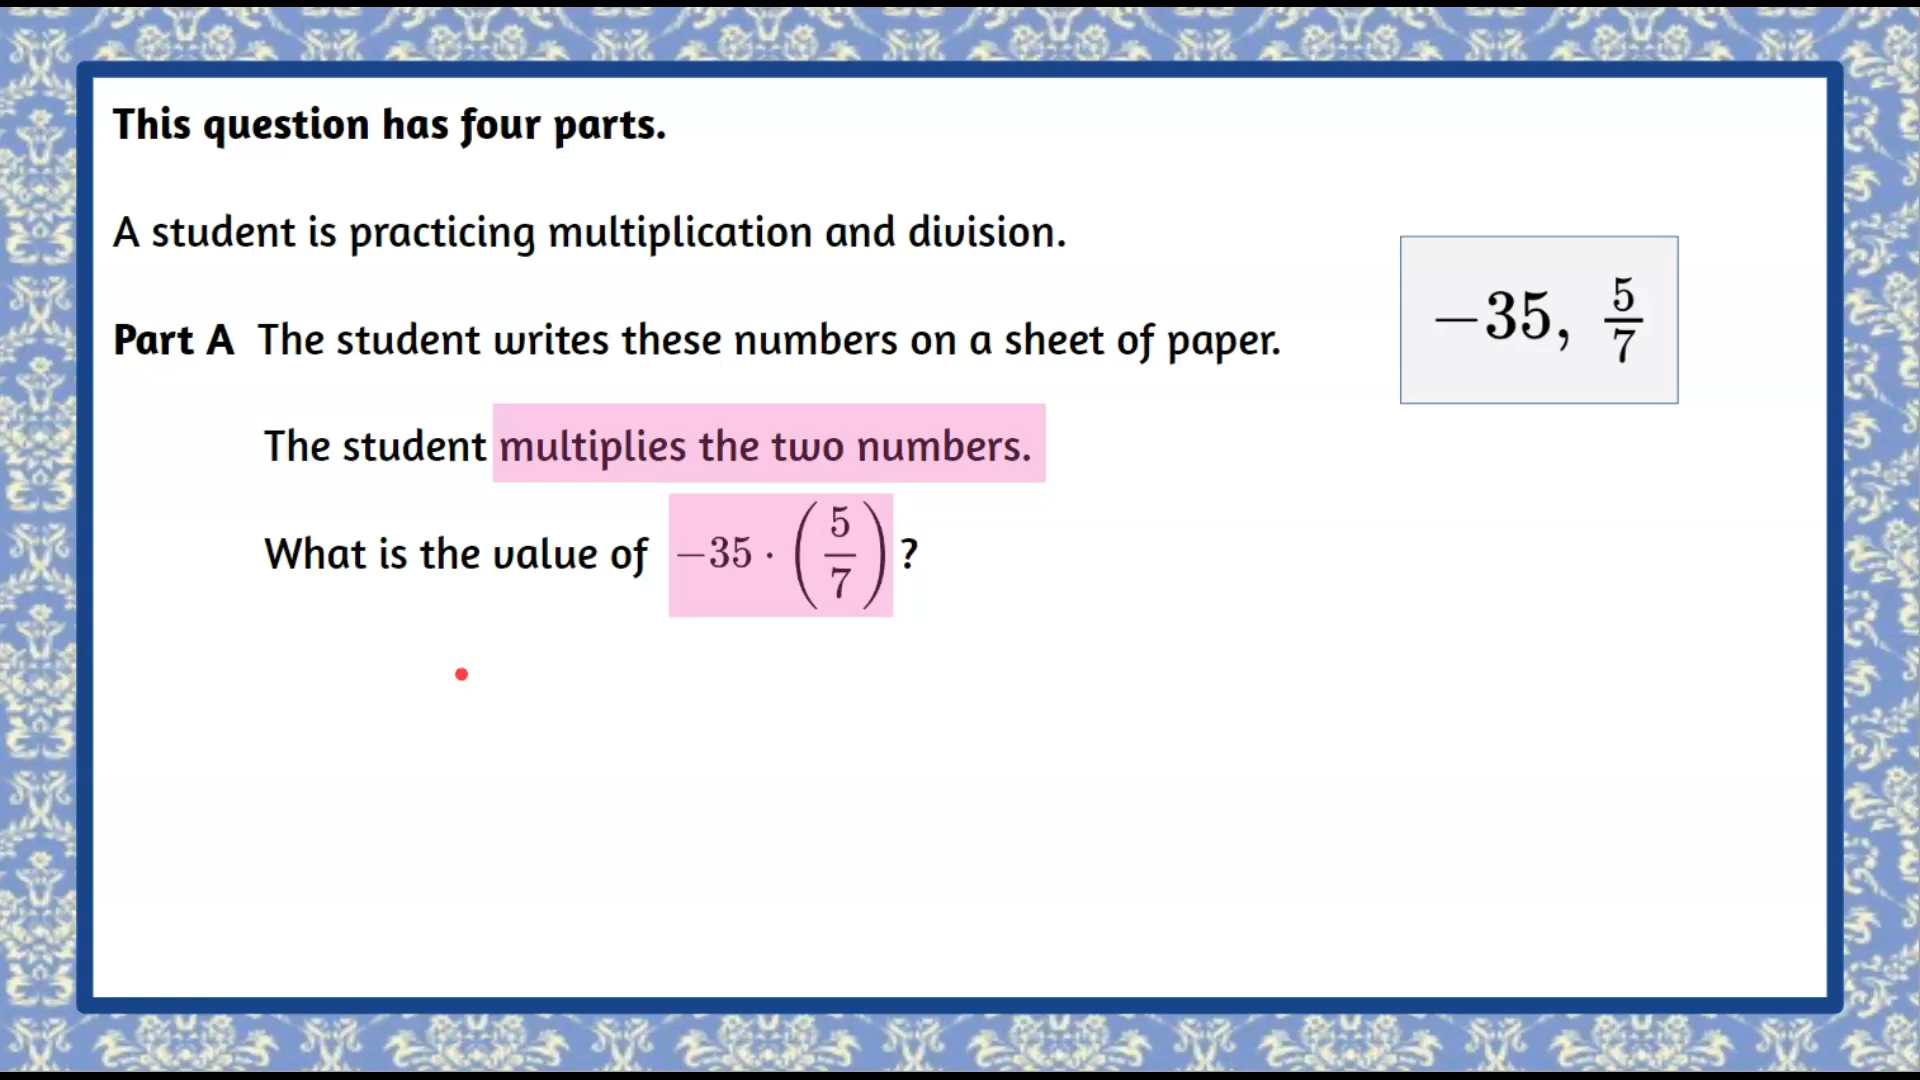 This question has four parts.
A student is practicing multiplication and division.
Part A The student writes these numbers on a sheet of paper.
−35, 5/7
The student multiplies the two numbers.
What is the value of −35 · (5/7) ?